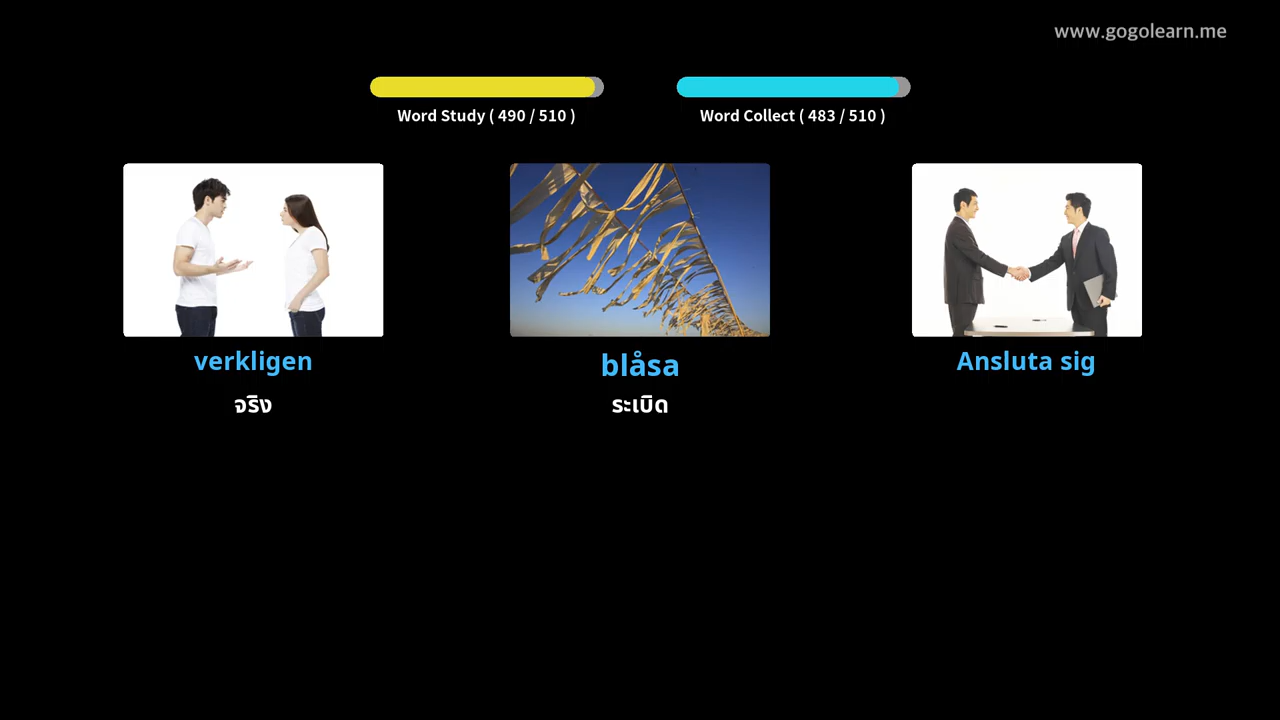 www.gogolearn.me
Word Study ( 490 / 510 )
Word Collect ( 483 / 510 )
verkligen
blåsa
Ansluta sig
จริง
ระเบิด